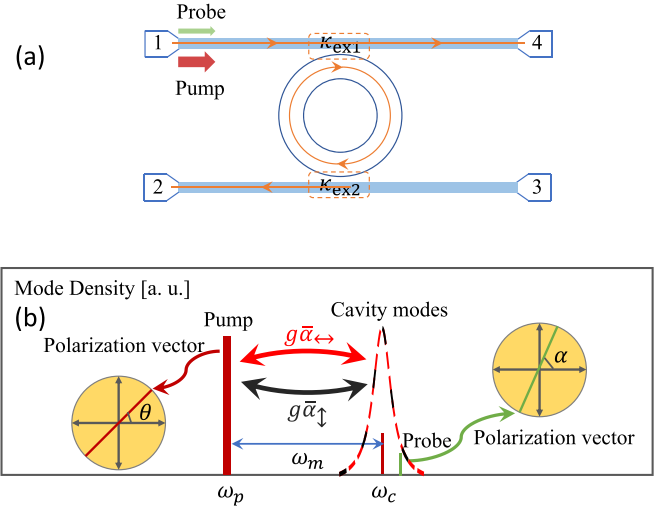 Probe
1
κex1
4
(a)
Pump
2
κex2
3
Mode Density [a. u.]
(b)
Pump
Cavity modes
Polarization vector
gᾱ↔
α
θ
gᾱ↕
Probe
Polarization vector
ωm
ωp
ωc